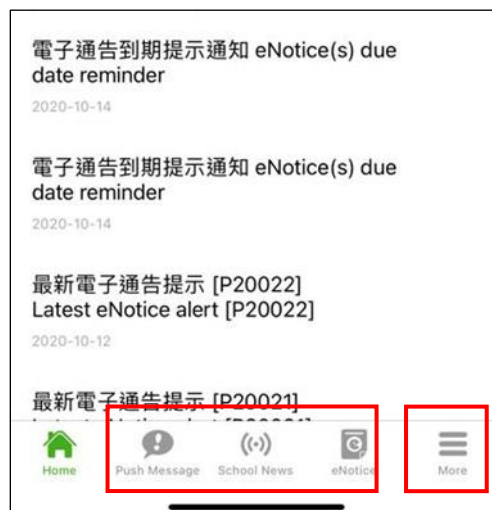 電子通告到期提示通知 eNotice(s) due
date reminder
2020-10-14
電子通告到期提示通知 eNotice(s) due
date reminder
2020-10-14
最新電子通告提示 [P20022]
Latest eNotice alert [P20022]
2020-10-12
最新電子通告提示 [P20021]
Home Push Message School News eNotice More